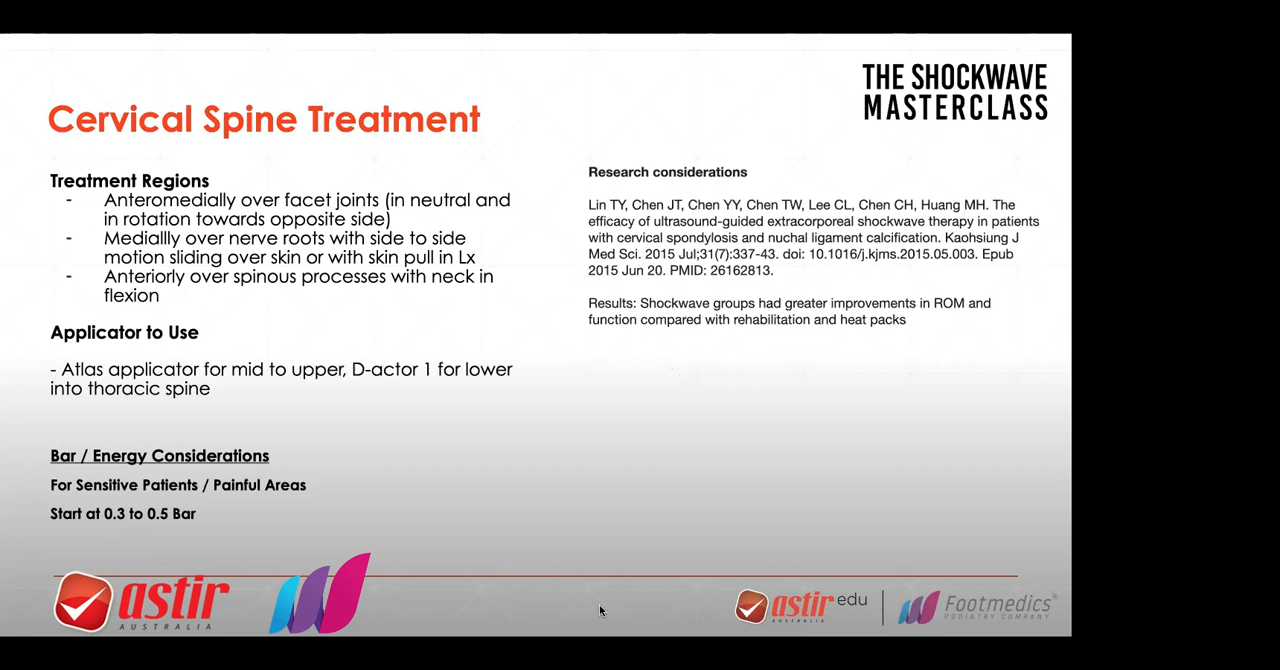 THE SHOCKWAVE
MASTERCLASS
Cervical Spine Treatment
Treatment Regions
- Anteromedially over facet joints (in neutral and
in rotation towards opposite side)
- Mediallly over nerve roots with side to side
motion sliding over skin or with skin pull in Lx
- Anteriorly over spinous processes with neck in
flexion
Applicator to Use
- Atlas applicator for mid to upper, D-actor 1 for lower
into thoracic spine
Bar / Energy Considerations
For Sensitive Patients / Painful Areas
Start at 0.3 to 0.5 Bar
Research considerations
Lin TY, Chen JT, Chen YY, Chen TW, Lee CL, Chen CH, Huang MH. The
efficacy of ultrasound-guided extracorporeal shockwave therapy in patients
with cervical spondylosis and nuchal ligament calcification. Kaohsiung J
Med Sci. 2015 Jul;31(7):337-43. doi: 10.1016/j.kjms.2015.05.003. Epub
2015 Jun 20. PMID: 26162813.
Results: Shockwave groups had greater improvements in ROM and
function compared with rehabilitation and heat packs
astir
AUSTRALIA
astir edu
AUSTRALIA
Footmedics®
PODIATRY COMPANY